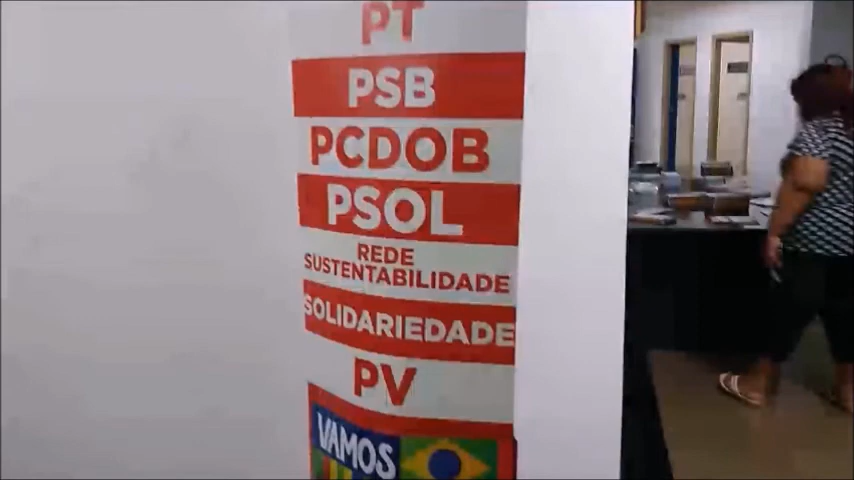 PT
PSB
PCDOB
PSOL
REDE
SUSTENTABILIDADE
SOLIDARIEDADE
PV
VAMOS